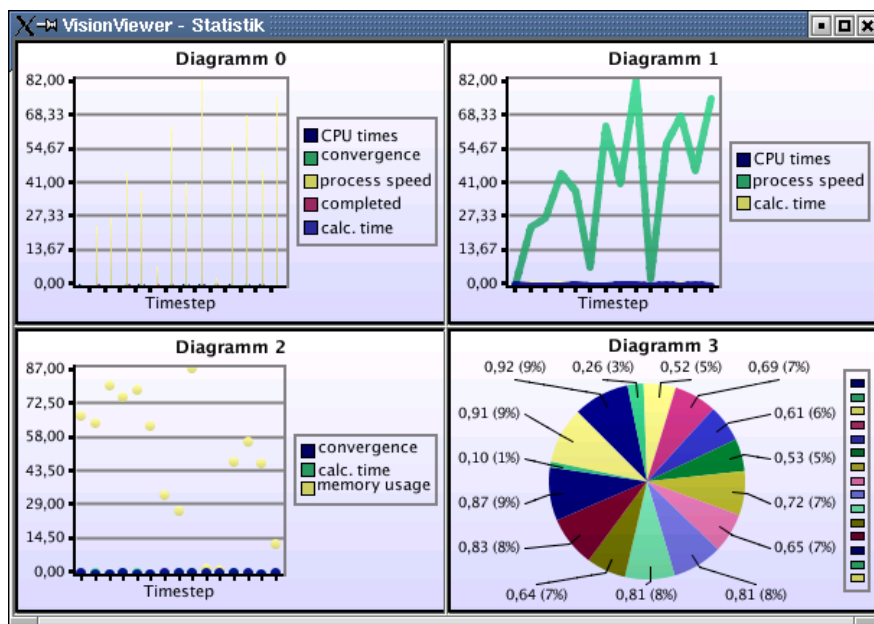 VisionViewer - Statistik
Diagramm 0
82,00
68,33
54,67
41,00
27,33
13,67
0,00
Timestep
CPU times
convergence
process speed
completed
calc. time
Diagramm 1
82,00
68,33
54,67
41,00
27,33
13,67
0,00
Timestep
CPU times
process speed
calc. time
Diagramm 2
87,00
72,50
58,00
43,50
29,00
14,50
0,00
Timestep
convergence
calc. time
memory usage
Diagramm 3
0,92 (9%)
0,26 (3%)
0,52 (5%)
0,69 (7%)
0,91 (9%)
0,61 (6%)
0,10 (1%)
0,53 (5%)
0,87 (9%)
0,72 (7%)
0,83 (8%)
0,65 (7%)
0,64 (7%)
0,81 (8%)
0,81 (8%)